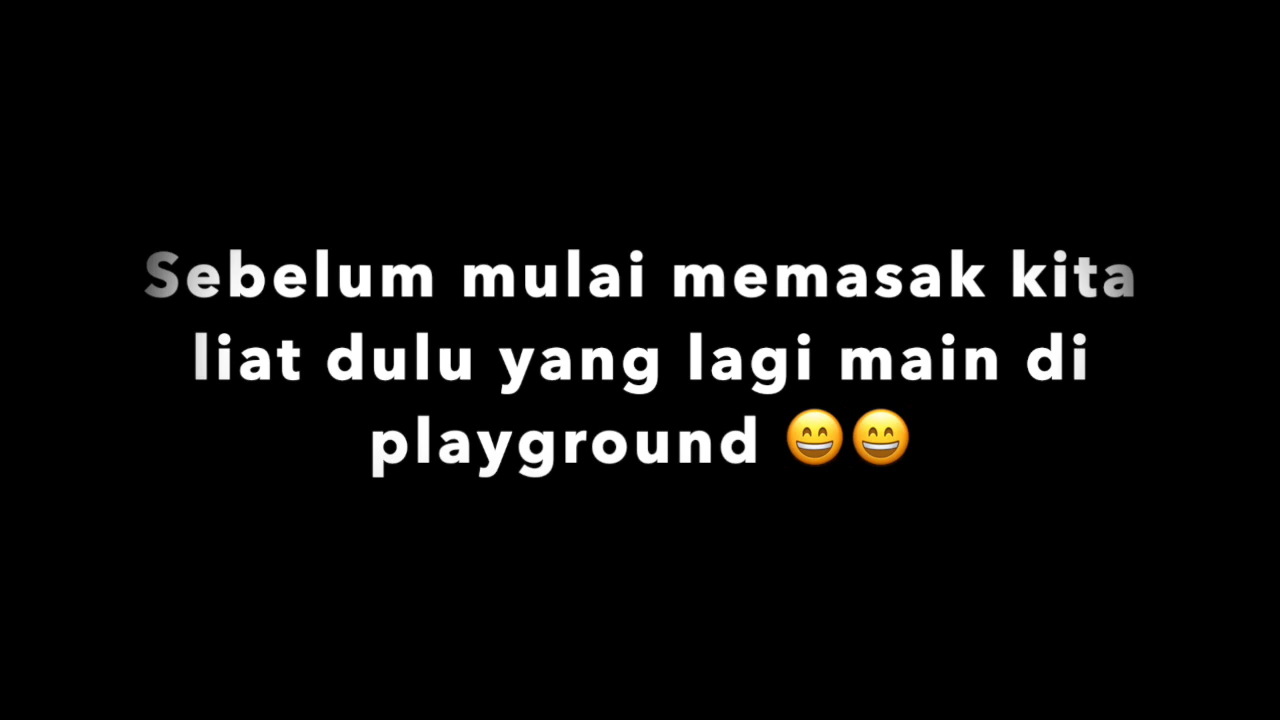 Sebelum mulai memasak kita
liat dulu yang lagi main di
playground 😄😄